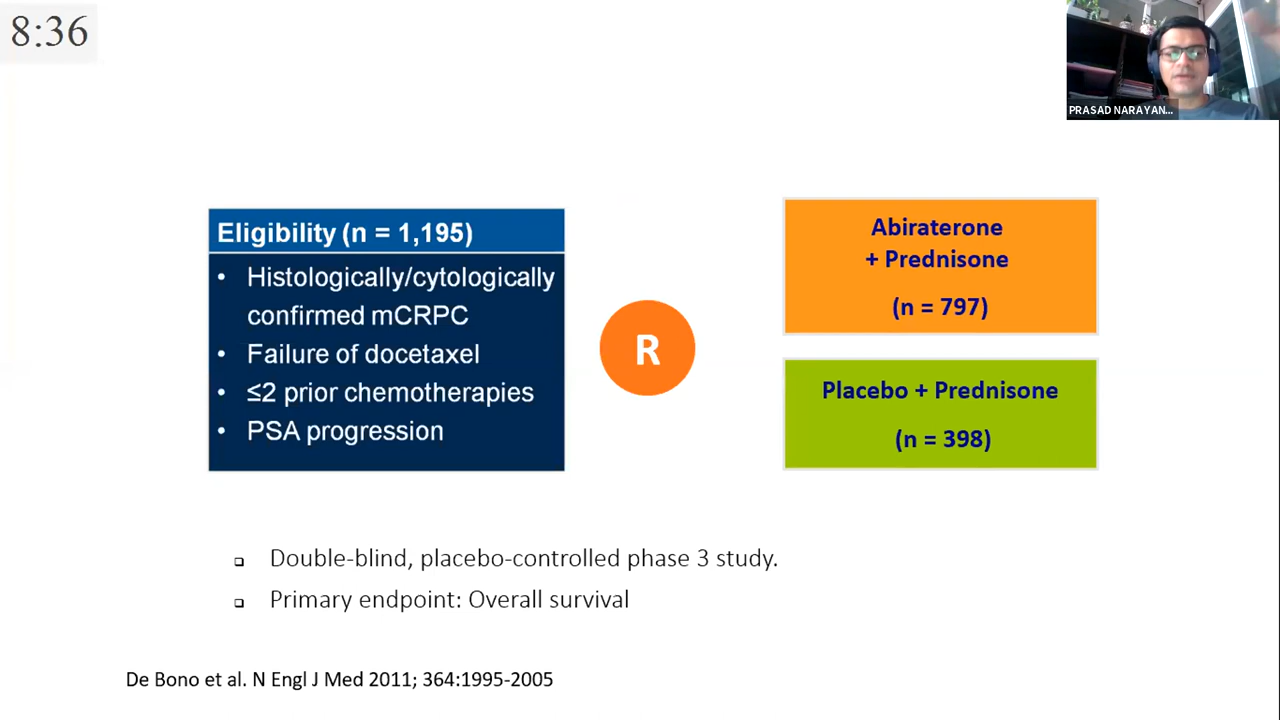 8:36
PRASAD NARAYAN...
Eligibility (n = 1,195)
• Histologically/cytologically
confirmed mCRPC
• Failure of docetaxel
• ≤2 prior chemotherapies
• PSA progression
R
Abiraterone
+ Prednisone
(n = 797)
Placebo + Prednisone
(n = 398)
Double-blind, placebo-controlled phase 3 study.
Primary endpoint: Overall survival
De Bono et al. N Engl J Med 2011; 364:1995-2005